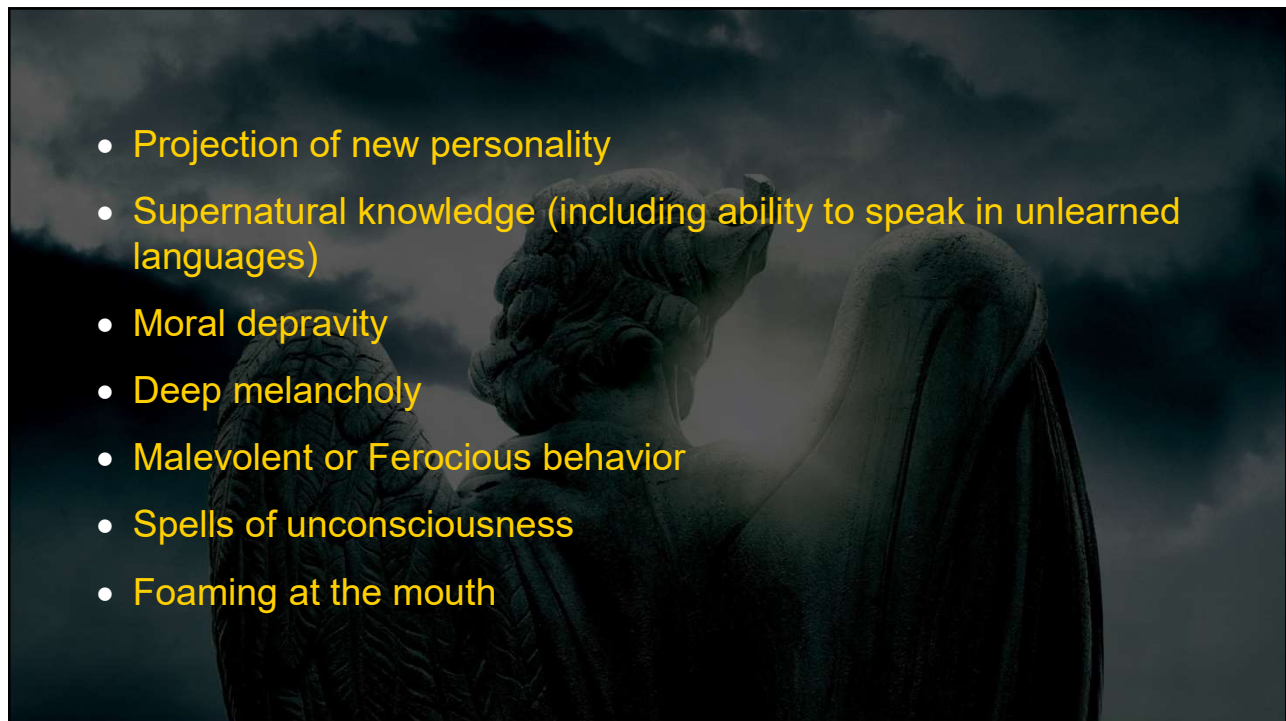 • Projection of new personality
• Supernatural knowledge (including ability to speak in unlearned
languages)
• Moral depravity
• Deep melancholy
• Malevolent or Ferocious behavior
• Spells of unconsciousness
• Foaming at the mouth